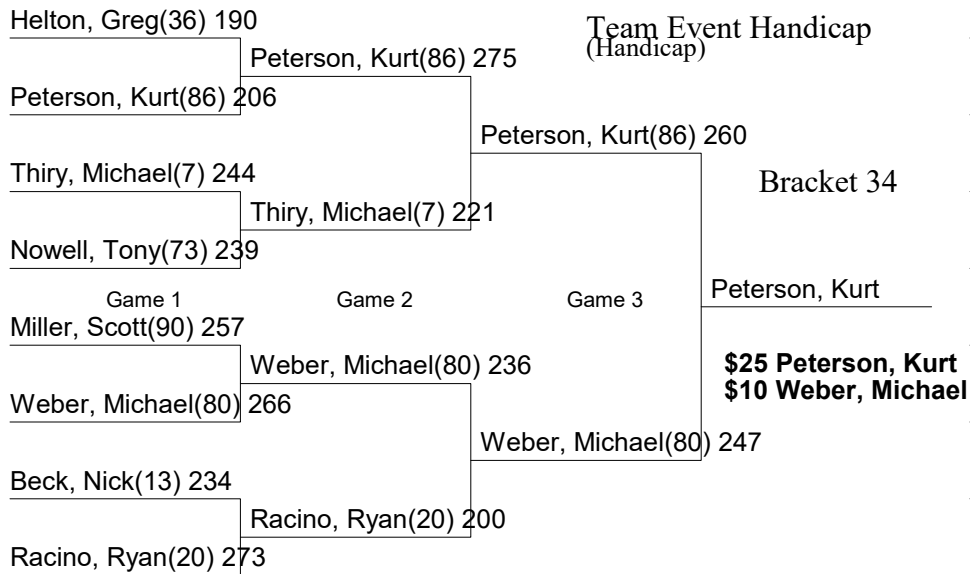 Helton, Greg(36) 190
Team Event Handicap
(Handicap)
Peterson, Kurt(86) 275
Peterson, Kurt(86) 206
Peterson, Kurt(86) 260
Thiry, Michael(7) 244
Bracket 34
Thiry, Michael(7) 221
Nowell, Tony(73) 239
Game 1
Game 2
Game 3
Peterson, Kurt
Miller, Scott(90) 257
Weber, Michael(80) 236
$25 Peterson, Kurt
$10 Weber, Michael
Weber, Michael(80) 266
Weber, Michael(80) 247
Beck, Nick(13) 234
Racino, Ryan(20) 200
Racino, Ryan(20) 273